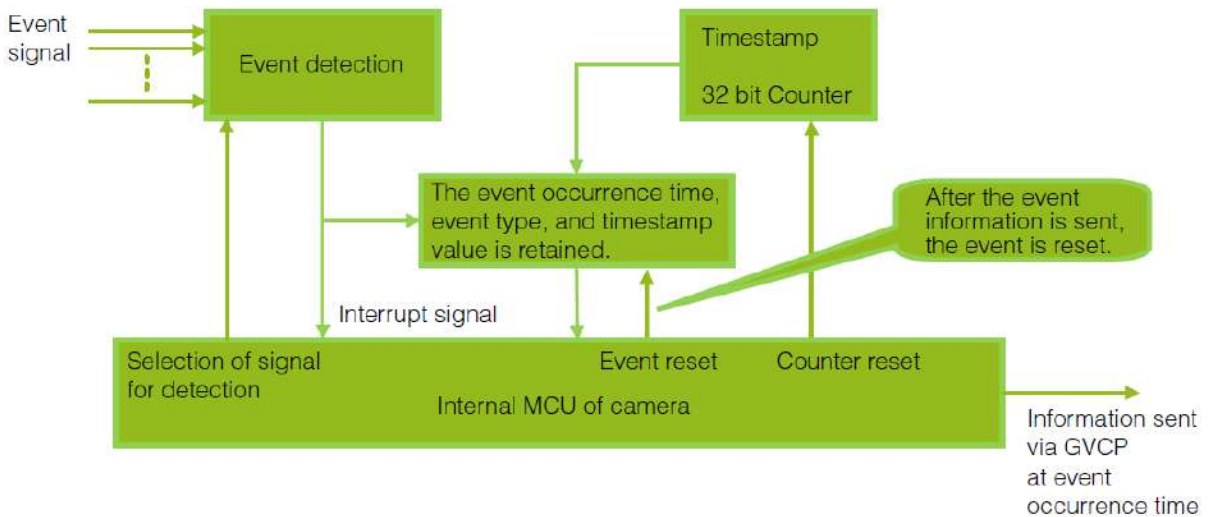 Event
signal
Event detection
Timestamp
32 bit Counter
The event occurrence time,
event type, and timestamp
value is retained.
After the event
information is sent,
the event is reset.
Interrupt signal
Selection of signal
for detection
Event reset
Counter reset
Internal MCU of camera
Information sent
via GVCP
at event
occurrence time